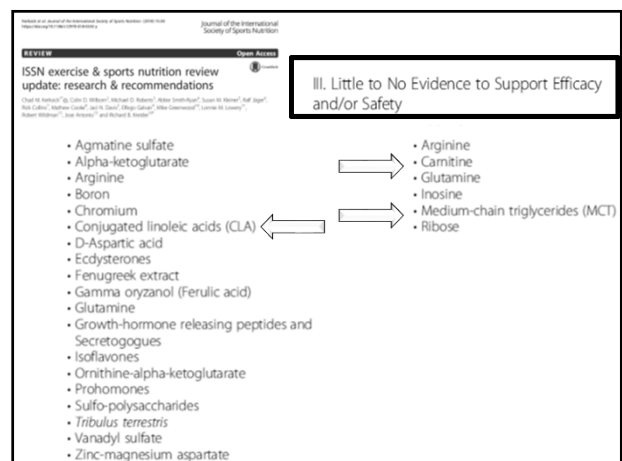 Journal of the International
Society of Sports Nutrition
REVIEW
Open Access
ISSN exercise & sports nutrition review
update: research & recommendations
III. Little to No Evidence to Support Efficacy
and/or Safety
• Agmatine sulfate
• Alpha-ketoglutarate
• Arginine
• Boron
• Chromium
• Conjugated linoleic acids (CLA)
• D-Aspartic acid
• Ecdysterones
• Fenugreek extract
• Gamma oryzanol (Ferulic acid)
• Glutamine
• Growth-hormone releasing peptides and
Secretogogues
• Isoflavones
• Ornithine-alpha-ketoglutarate
• Prohomones
• Sulfo-polysaccharides
• Tribulus terrestris
• Vanadyl sulfate
• Zinc-magnesium aspartate
• Arginine
• Carnitine
• Glutamine
• Inosine
• Medium-chain triglycerides (MCT)
• Ribose